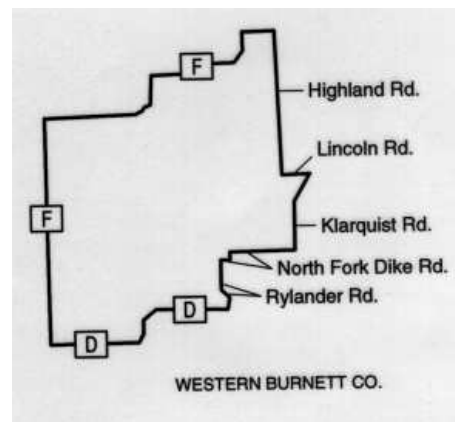 F
Highland Rd.
Lincoln Rd.
F
Klarquist Rd.
North Fork Dike Rd.
Rylander Rd.
D
D
WESTERN BURNETT CO.